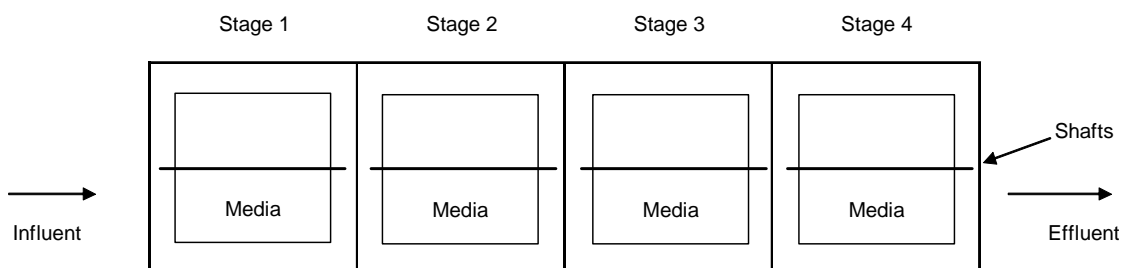 Stage 1
Stage 2
Stage 3
Stage 4
Shafts
Media
Media
Media
Media
Influent
Effluent